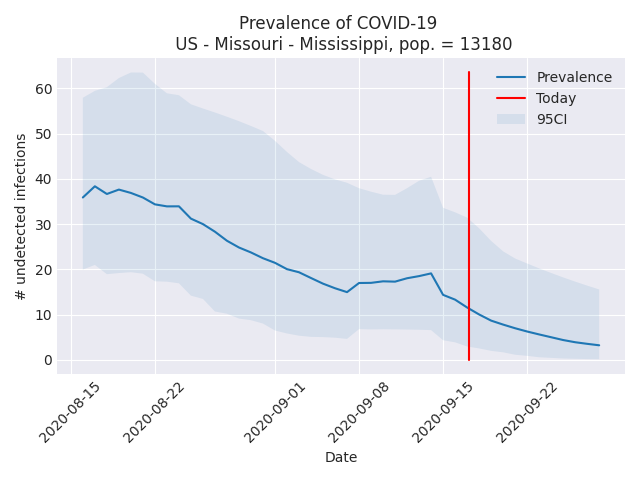 Prevalence of COVID-19
US - Missouri - Mississippi, pop. = 13180
# undetected infections
60
50
40
30
20
10
0
Prevalence
Today
95CI
2020-08-15
2020-08-22
2020-09-01
2020-09-08
2020-09-15
2020-09-22
Date